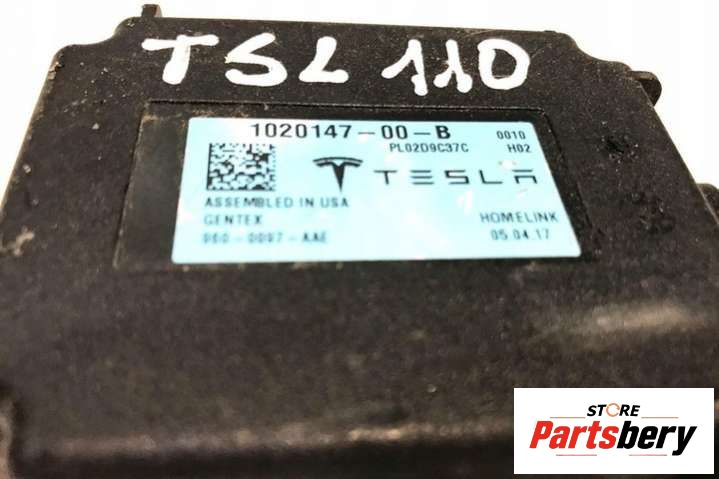 TSL 110
1020147-00-B 0010
PL02D9C37C H02
TESLA
ASSEMBLED IN USA
GENTEX HOMELINK
960-0097-AAE 05.04.17
STORE
Partsbery